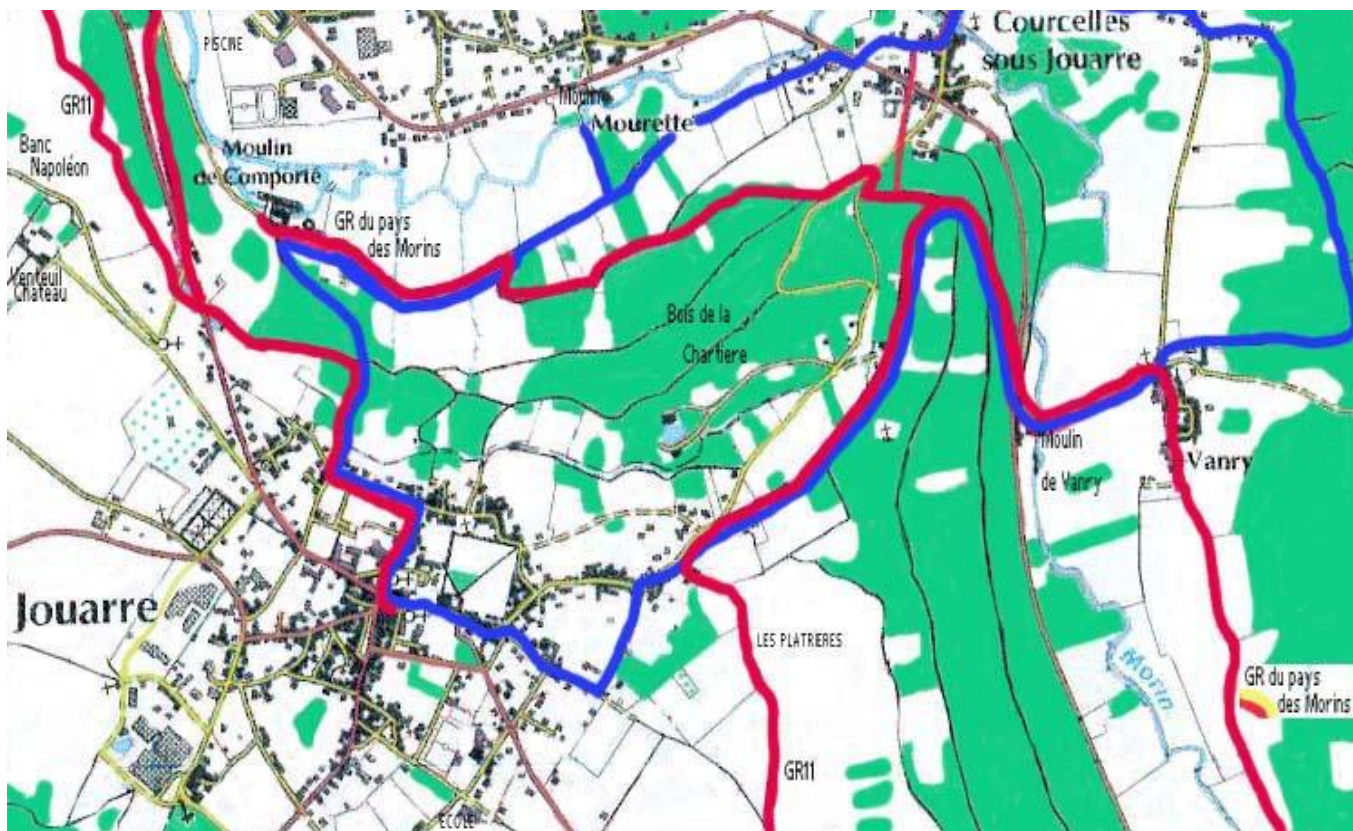 PISCINE
Courcelles
sous Jouarre
GR11
Moulin
Mourette
Banc
Napoléon
Moulin
de Comporté
GR du pays
des Morins
Venteuil
Chateau
Bois de la
Chartière
Moulin
de Vanry
Vanry
Jouarre
LES PLATRIERES
Morin
GR du pays
des Morins
GR11
ECOLE